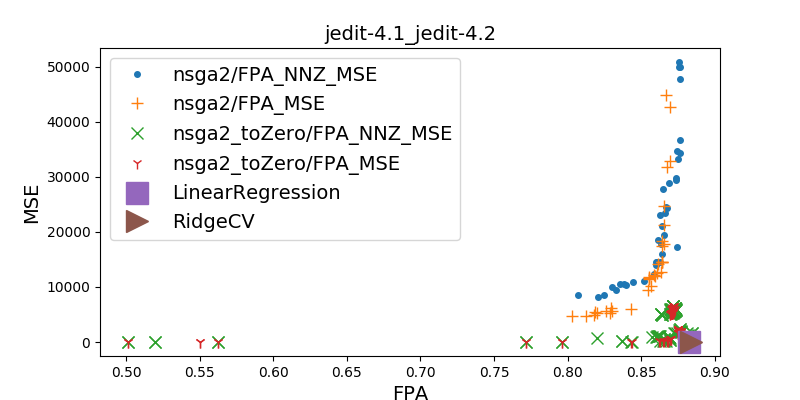 jedit-4.1_jedit-4.2
nsga2/FPA_NNZ_MSE
nsga2/FPA_MSE
nsga2_toZero/FPA_NNZ_MSE
nsga2_toZero/FPA_MSE
LinearRegression
RidgeCV
MSE
50000
40000
30000
20000
10000
0
0.50 0.55 0.60 0.65 0.70 0.75 0.80 0.85 0.90
FPA